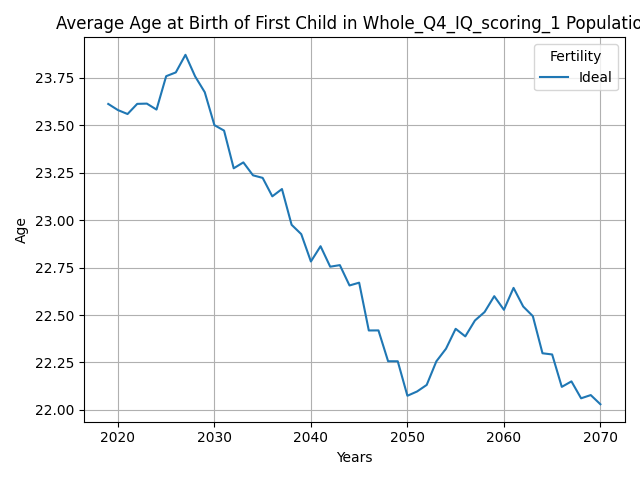 Average Age at Birth of First Child in Whole_Q4_IQ_scoring_1 Populatio
Fertility
Ideal
Age
23.75
23.50
23.25
23.00
22.75
22.50
22.25
22.00
2020 2030 2040 2050 2060 2070
Years